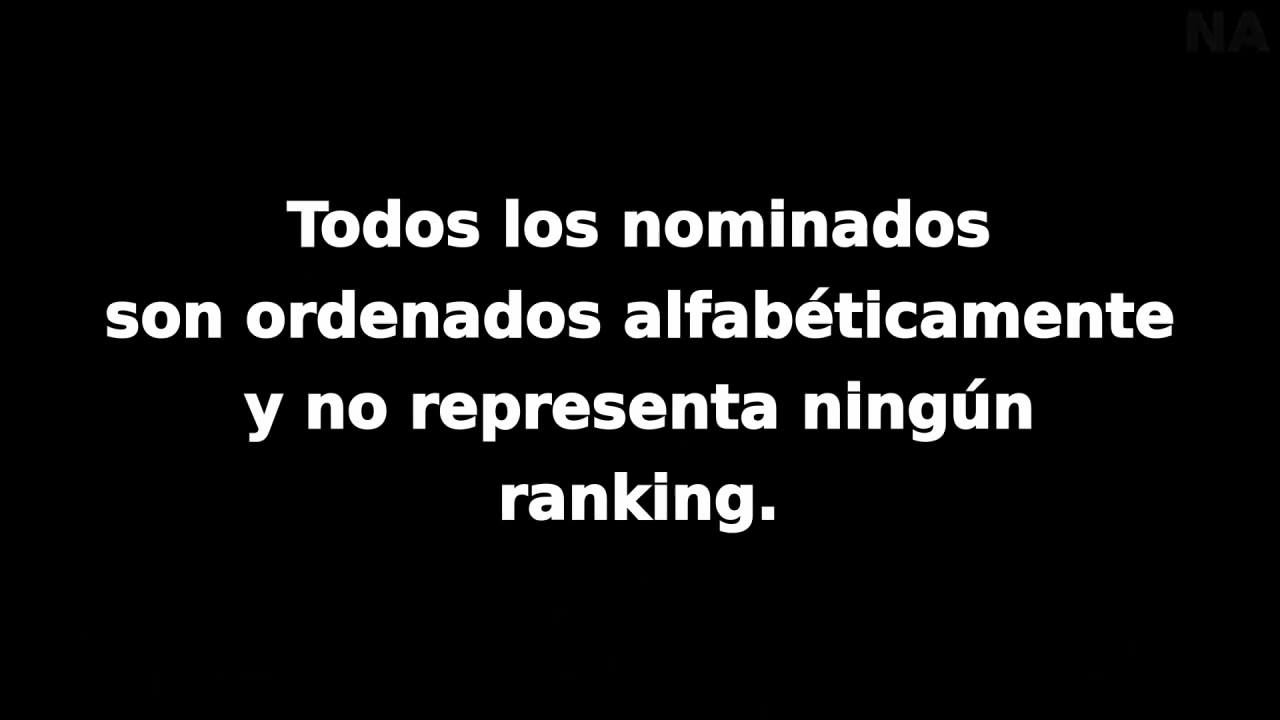 NA
Todos los nominados
son ordenados alfabéticamente
y no representa ningún
ranking.